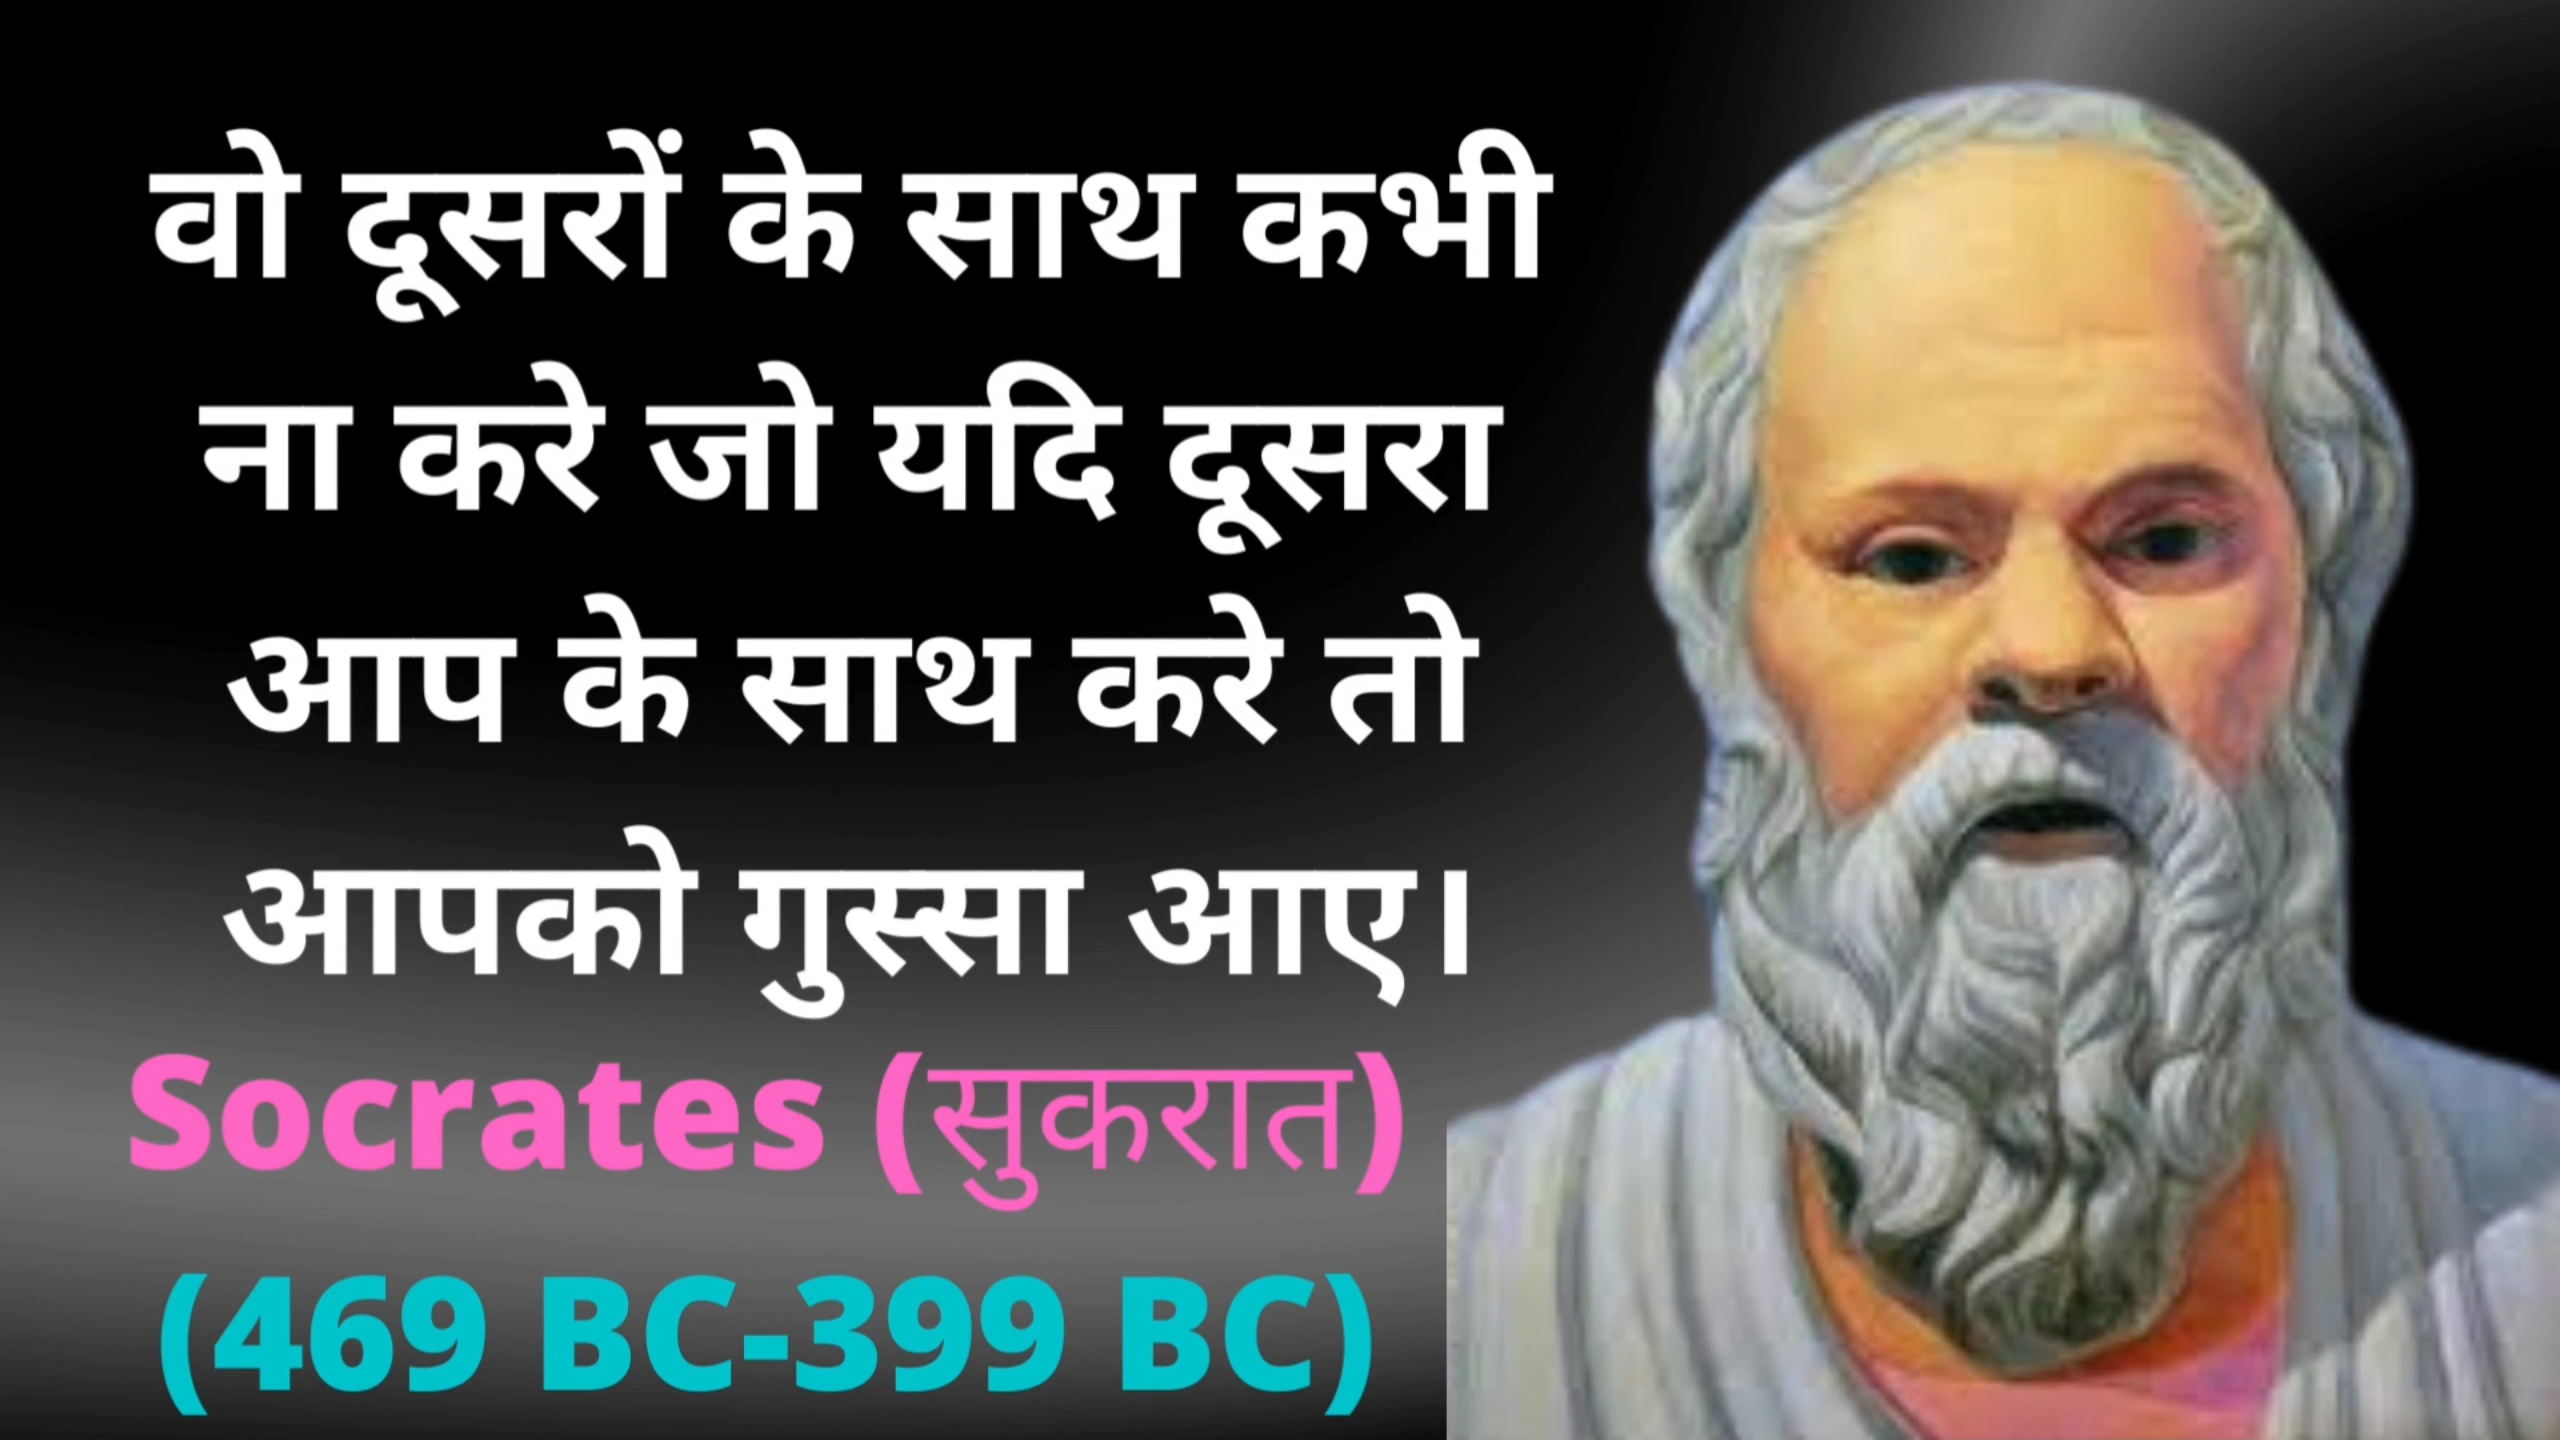 वो दूसरों के साथ कभी
ना करे जो यदि दूसरा
आप के साथ करे तो
आपको गुस्सा आए।
Socrates (सुकरात)
(469 BC-399 BC)